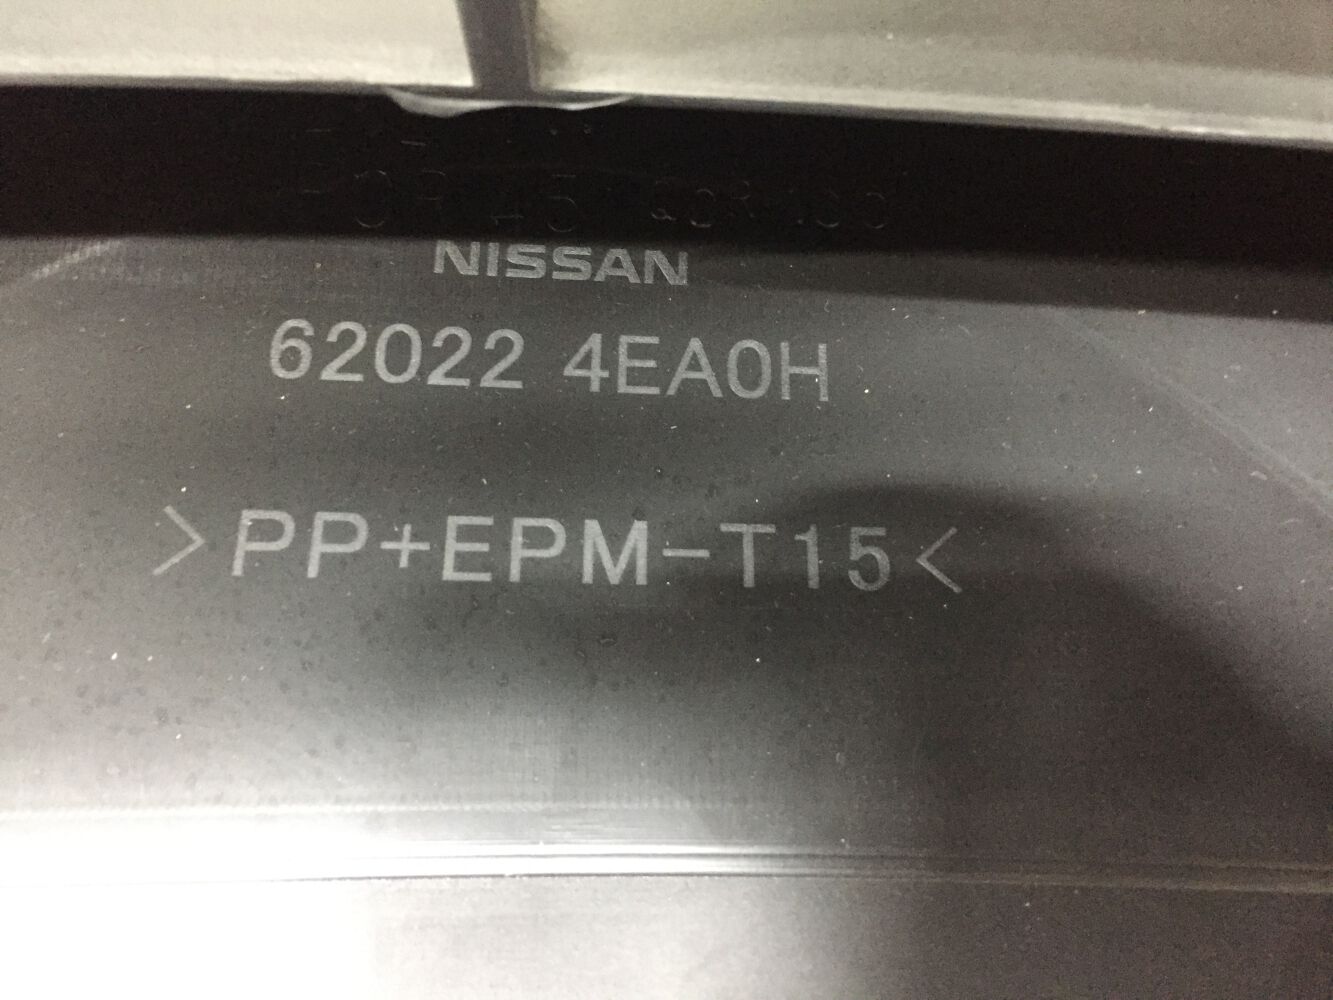 NISSAN
62022 4EA0H
>PP+EPM-T15<